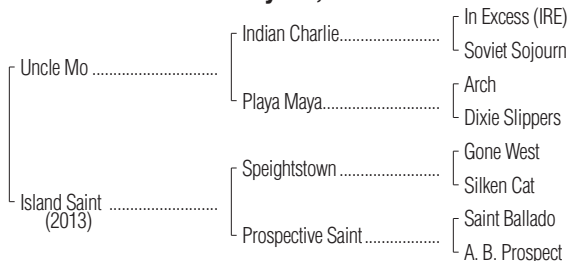 In Excess (IRE)
Indian Charlie
Soviet Sojourn
Uncle Mo
Arch
Playa Maya
Dixie Slippers
Gone West
Speightstown
Silken Cat
Island Saint
(2013)
Saint Ballado
Prospective Saint
A. B. Prospect